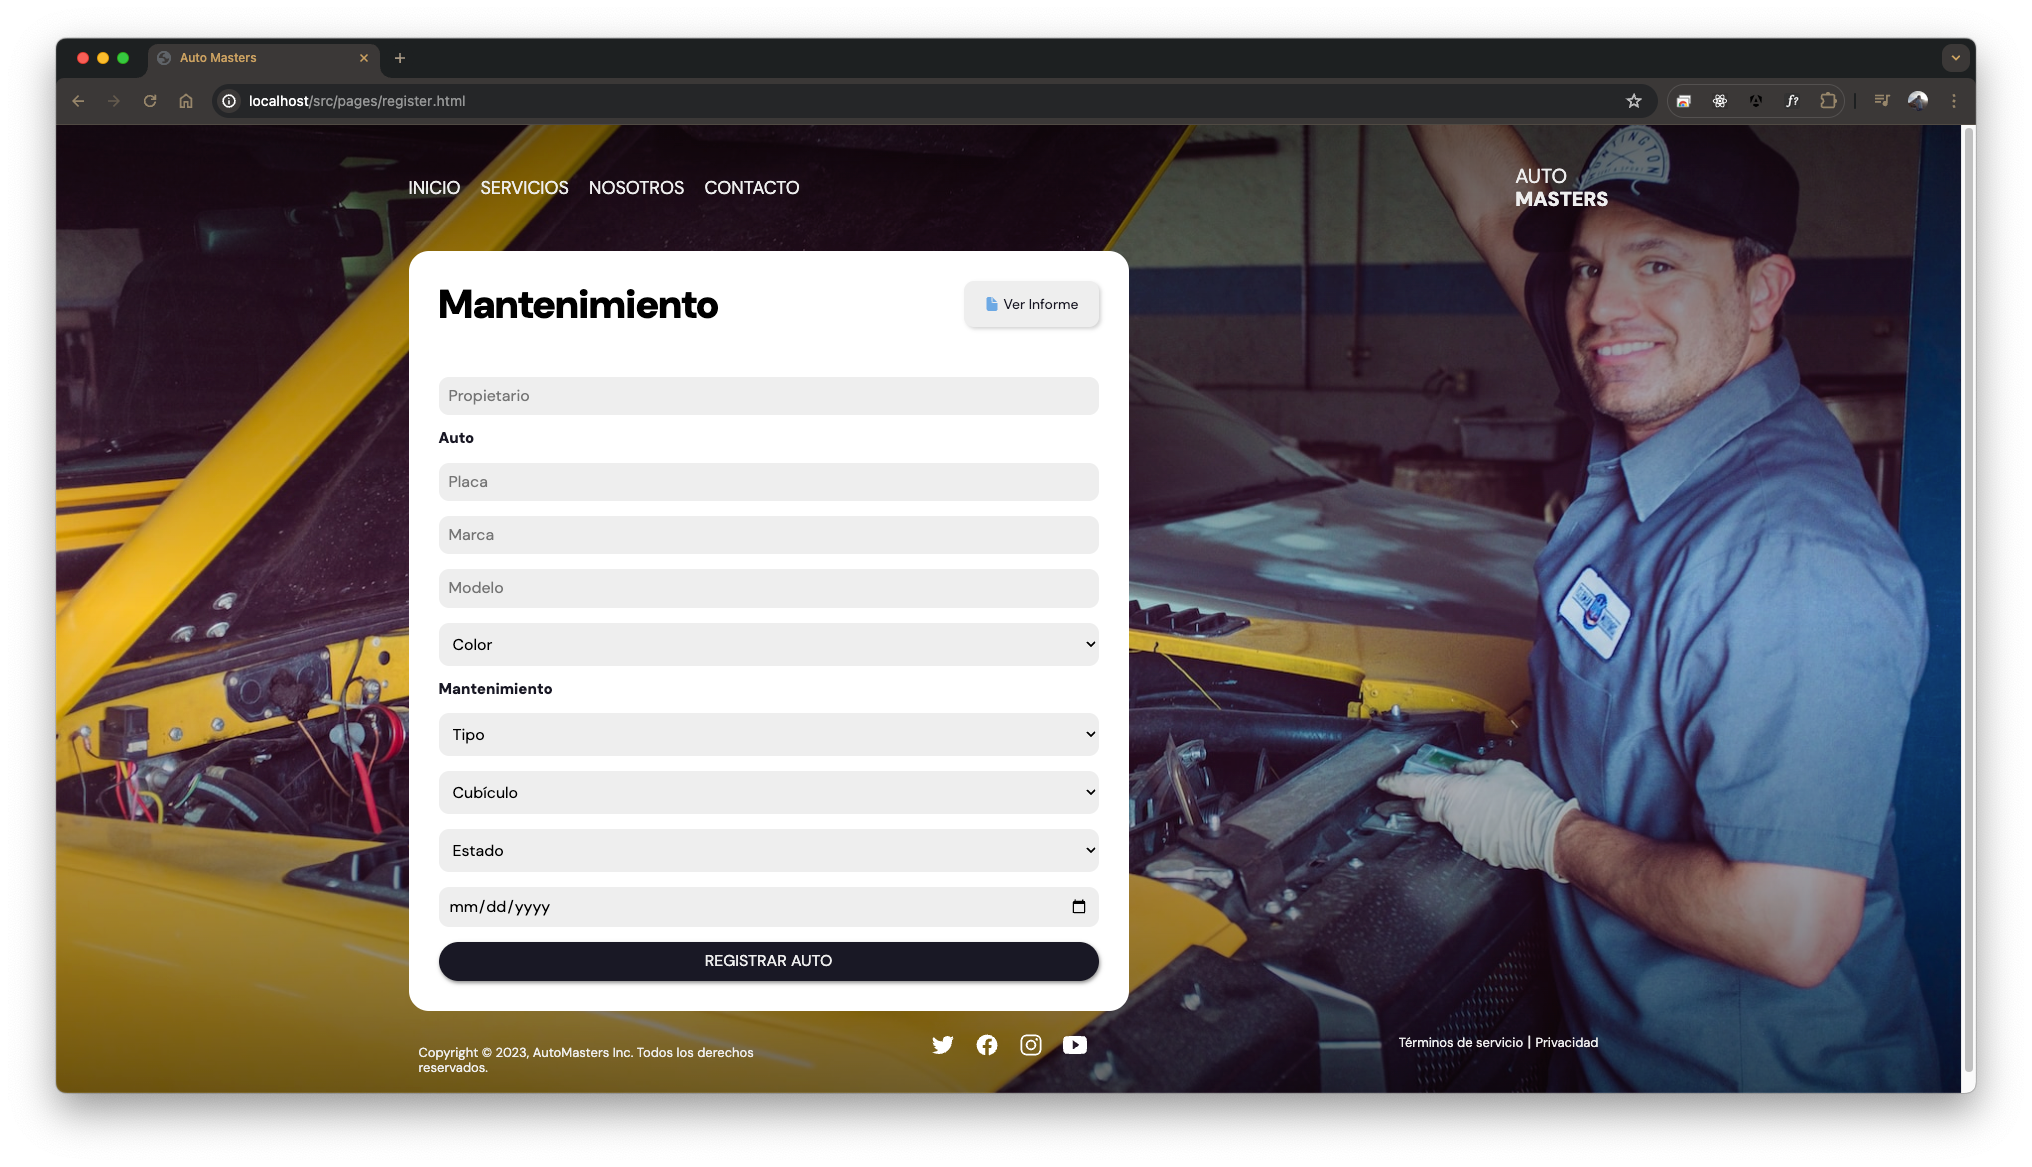 Auto Masters
localhost/src/pages/register.html
INICIO SERVICIOS NOSOTROS CONTACTO
AUTO
MASTERS
Mantenimiento
Ver Informe
Propietario
Auto
Placa
Marca
Modelo
Color
Mantenimiento
Tipo
Cubículo
Estado
mm/dd/yyyy
REGISTRAR AUTO
Copyright © 2023, AutoMasters Inc. Todos los derechos
reservados.
Términos de servicio | Privacidad